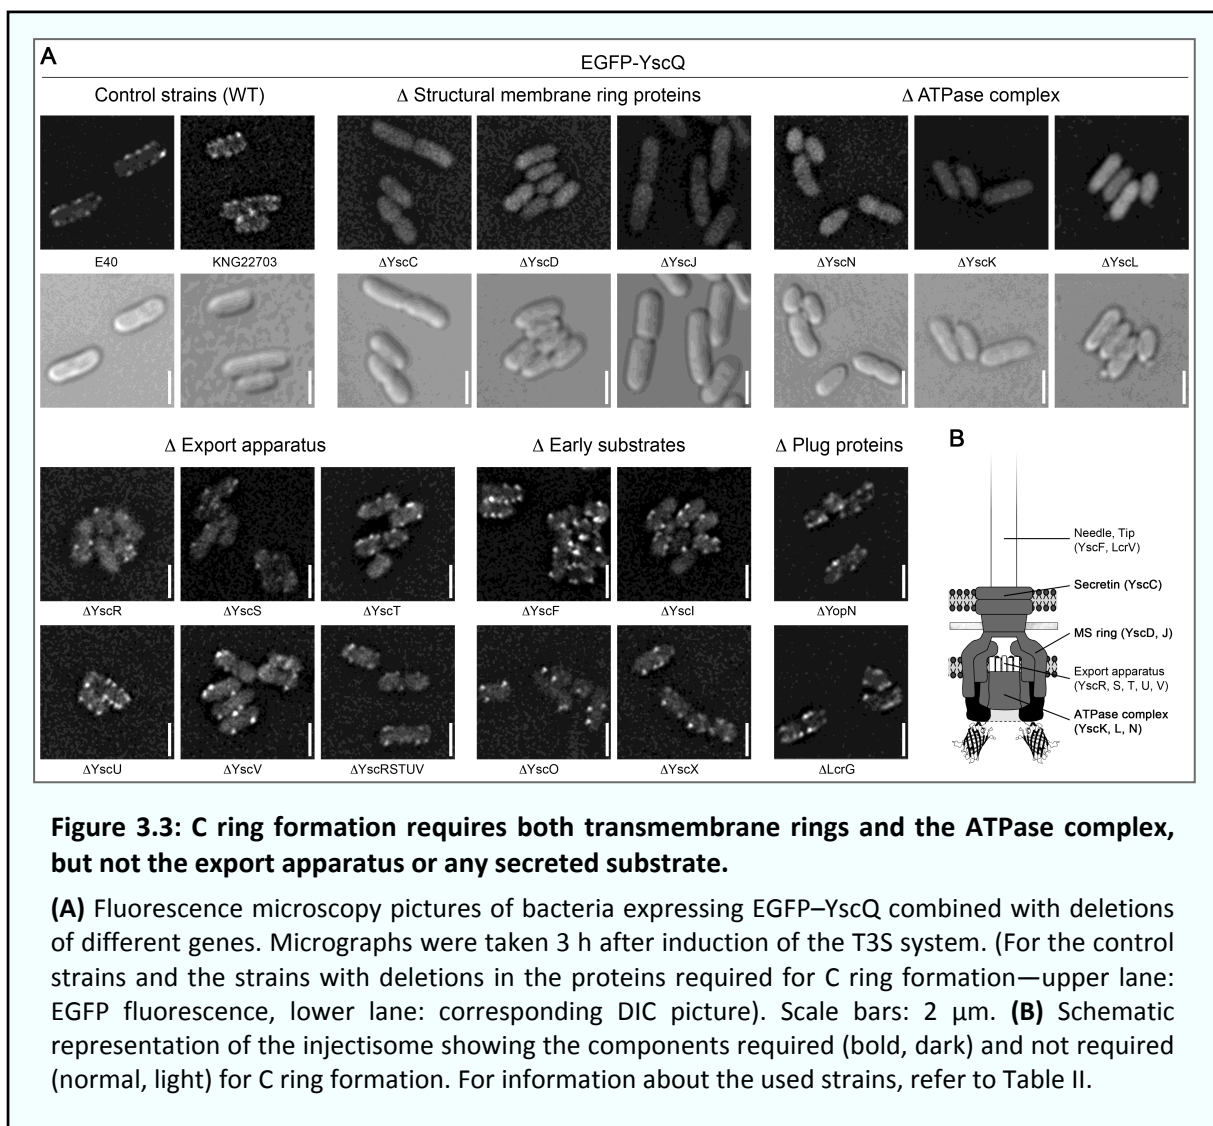 A
EGFP-YscQ
Control strains (WT)
Δ Structural membrane ring proteins
Δ ATPase complex
E40
KNG22703
ΔYscC
ΔYscD
ΔYscJ
ΔYscN
ΔYscK
ΔYscL
Δ Export apparatus
Δ Early substrates
Δ Plug proteins
ΔYscR
ΔYscS
ΔYscT
ΔYscF
ΔYscI
ΔYopN
ΔYscU
ΔYscV
ΔYscRSTUV
ΔYscO
ΔYscX
ΔLcrG
B
Needle, Tip
(YscF, LcrV)
Secretin (YscC)
MS ring (YscD, J)
Export apparatus
(YscR, S, T, U, V)
ATPase complex
(YscK, L, N)
Figure 3.3: C ring formation requires both transmembrane rings and the ATPase complex,
but not the export apparatus or any secreted substrate.
(A) Fluorescence microscopy pictures of bacteria expressing EGFP–YscQ combined with deletions
of different genes. Micrographs were taken 3 h after induction of the T3S system. (For the control
strains and the strains with deletions in the proteins required for C ring formation—upper lane:
EGFP fluorescence, lower lane: corresponding DIC picture). Scale bars: 2 μm. (B) Schematic
representation of the injectisome showing the components required (bold, dark) and not required
(normal, light) for C ring formation. For information about the used strains, refer to Table II.